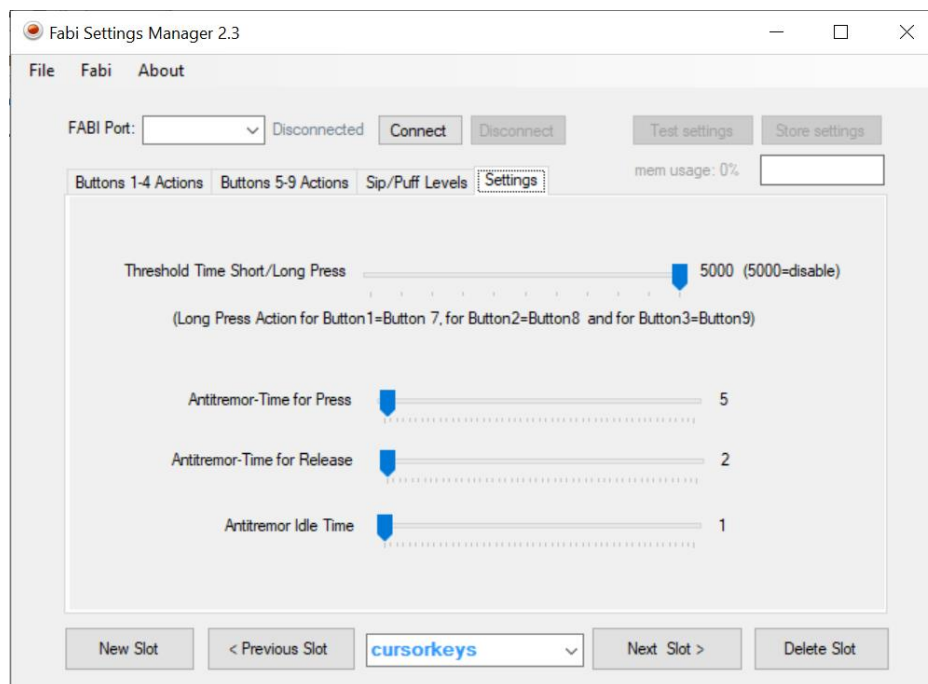 Fabi Settings Manager 2.3
File Fabi About
FABI Port: Disconnected Connect Disconnect Test settings Store settings
mem usage: 0%
Buttons 1-4 Actions Buttons 5-9 Actions Sip/Puff Levels Settings
Threshold Time Short/Long Press 5000 (5000=disable)
(Long Press Action for Button1=Button 7, for Button2=Button8 and for Button3=Button9)
Antitremor-Time for Press 5
Antitremor-Time for Release 2
Antitremor Idle Time 1
New Slot < Previous Slot cursorkeys Next Slot > Delete Slot